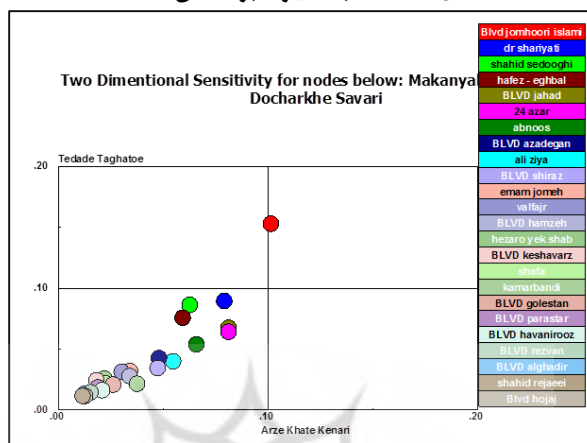 Two Dimentional Sensitivity for nodes below: Makanya
Docharkhe Savari
Tedade Taghatoe
.20
.10
.00
0.00
.10
.20
Arze Khate Kenari
Blvd jomhoori islami
dr shariyati
shahid sedooghi
hafez - eghbal
BLVD jahad
24 azar
abnoos
BLVD azadegan
ali ziya
BLVD shiraz
emam jomeh
valfajr
BLVD hamzeh
hezaro yek shab
BLVD keshavarz
shafa
kamarbandi
BLVD golestan
BLVD parastar
BLVD havanirooz
BLVD rezvan
BLVD alghadir
shahid rejaeei
Blvd hojaj